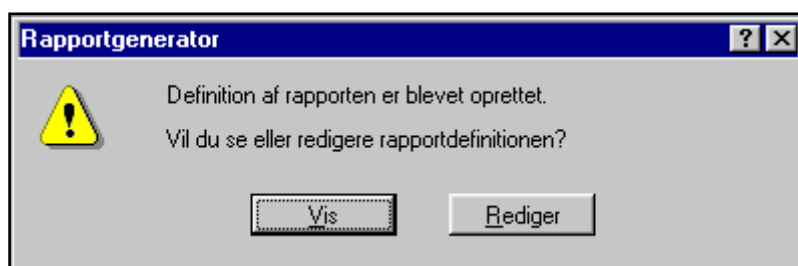 Rapportgenerator
Definition af rapporten er blevet oprettet.
Vil du se eller redigere rapportdefinitionen?
Vis Rediger